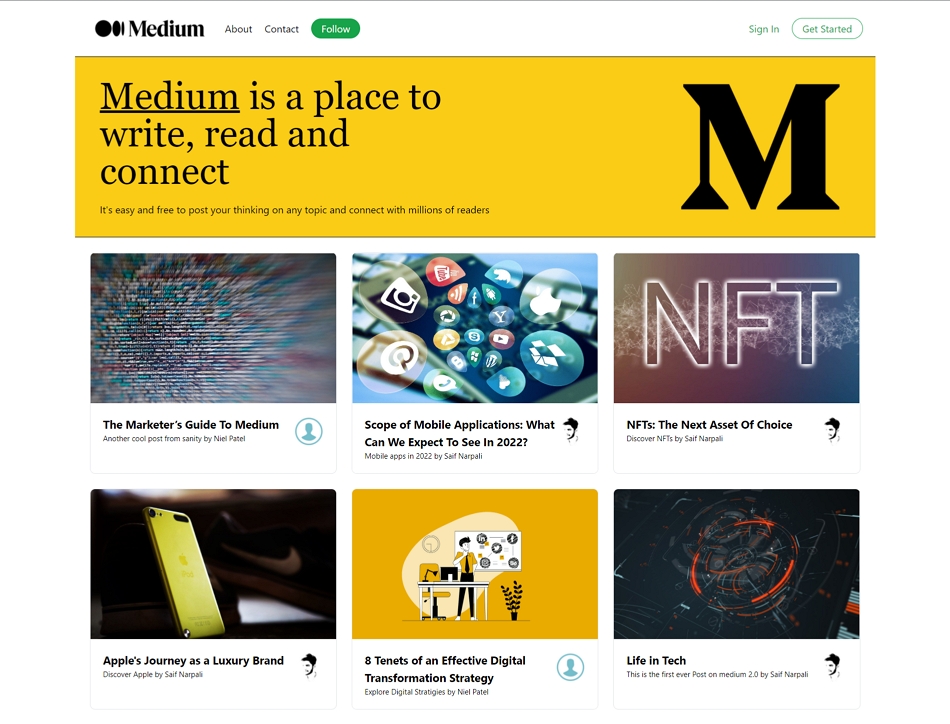 Medium About Contact Follow Sign In Get Started
Medium is a place to
write, read and
connect
It's easy and free to post your thinking on any topic and connect with millions of readers
M
NFT
The Marketer's Guide To Medium
Another cool post from sanity by Niel Patel
Scope of Mobile Applications: What
Can We Expect To See In 2022?
Mobile apps in 2022 by Saif Narpali
NFTs: The Next Asset Of Choice
Discover NFTs by Saif Narpali
Apple's Journey as a Luxury Brand
Discover Apple by Saif Narpali
8 Tenets of an Effective Digital
Transformation Strategy
Explore Digital Stratigies by Niel Patel
Life in Tech
This is the first ever Post on medium 2.0 by Saif Narpali